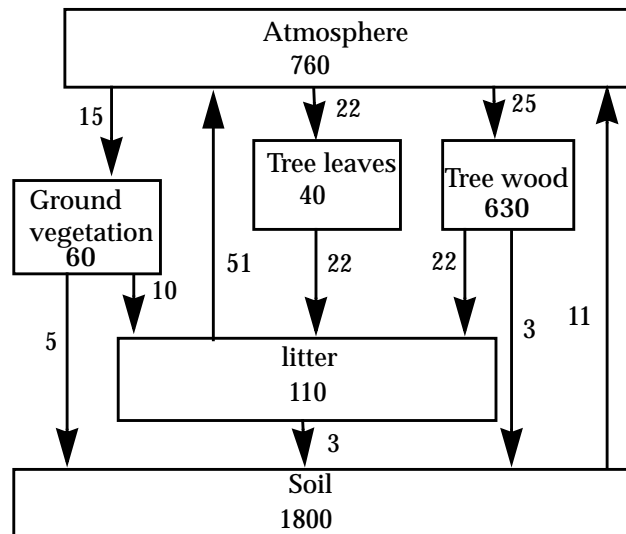 Atmosphere
760
15
22
25
Tree leaves
40
Tree wood
630
Ground
vegetation
60
51
22
22
10
5
3
11
litter
110
3
Soil
1800